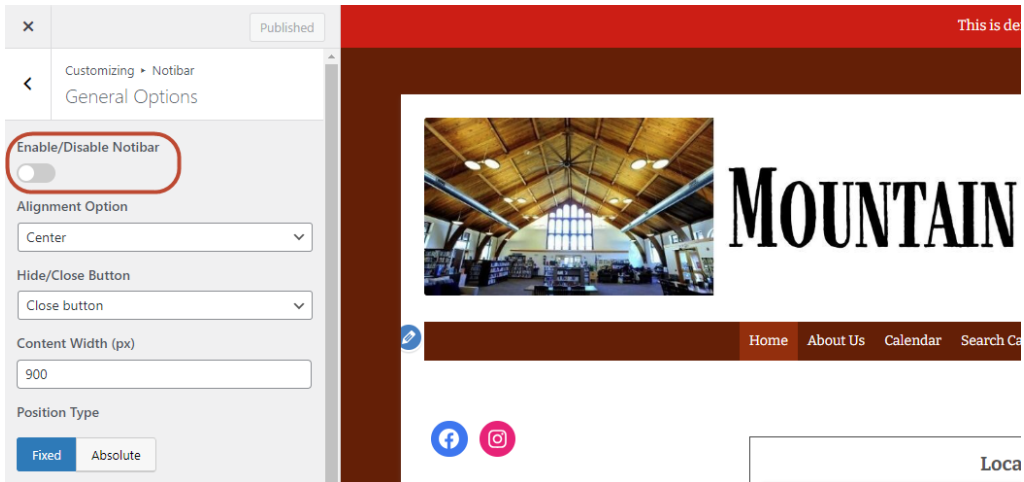 Published
Customizing ▸ Notibar
General Options
Enable/Disable Notibar
Alignment Option
Center
Hide/Close Button
Close button
Content Width (px)
900
Position Type
Fixed
Absolute
This is de
MOUNTAIN
Home About Us Calendar Search Ca
Loca